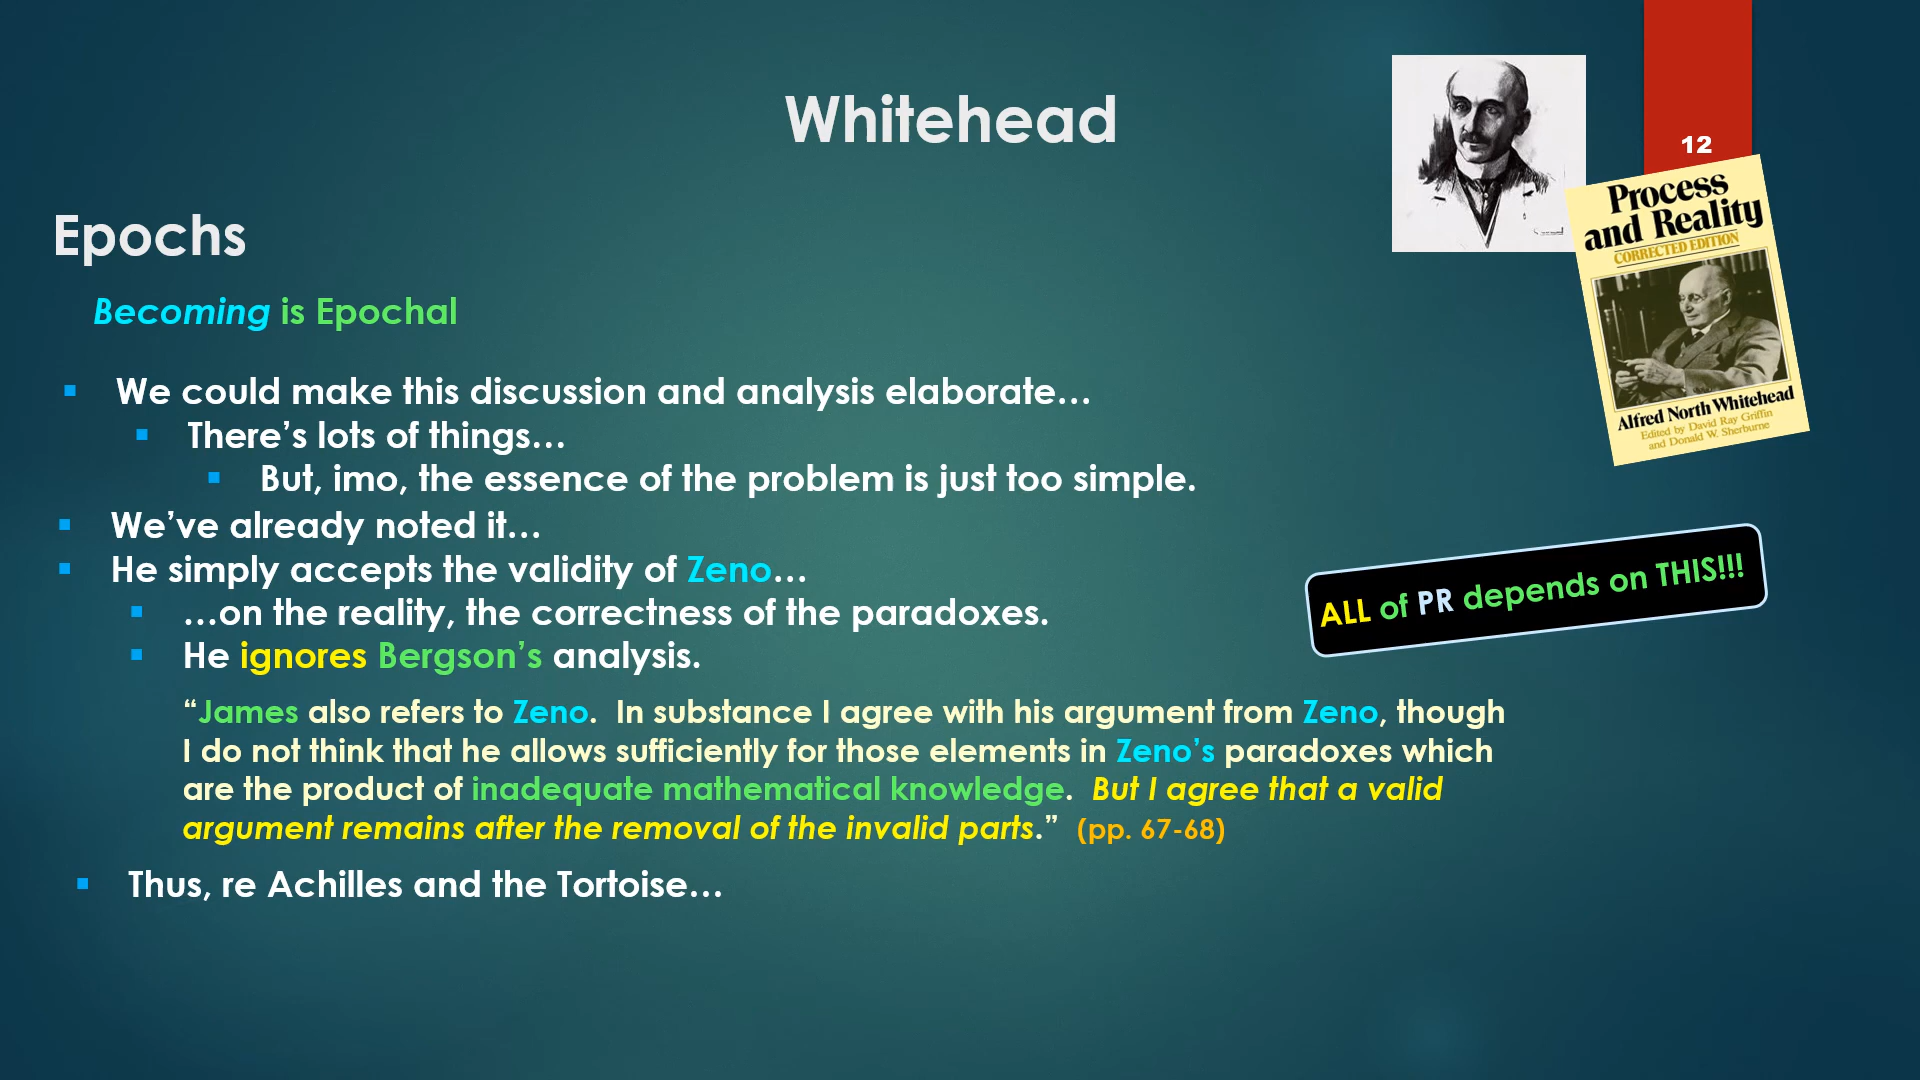 Whitehead
12
Process
and Reality
CORRECTED EDITION
Alfred North Whitehead
Edited by David Ray Griffin
and Donald W. Sherburne
Epochs
Becoming is Epochal
We could make this discussion and analysis elaborate…
There’s lots of things…
But, imo, the essence of the problem is just too simple.
We’ve already noted it…
He simply accepts the validity of Zeno…
…on the reality, the correctness of the paradoxes.
He ignores Bergson’s analysis.
ALL of PR depends on THIS!!!
“James also refers to Zeno. In substance I agree with his argument from Zeno, though
I do not think that he allows sufficiently for those elements in Zeno’s paradoxes which
are the product of inadequate mathematical knowledge. But I agree that a valid
argument remains after the removal of the invalid parts.” (pp. 67-68)
Thus, re Achilles and the Tortoise…